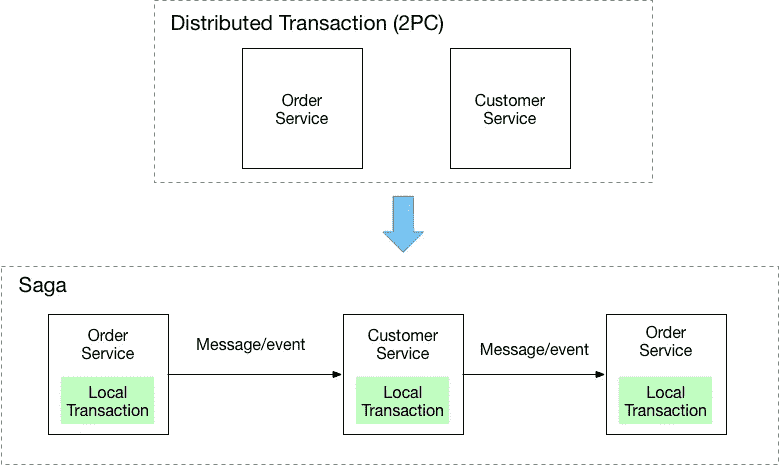 Distributed Transaction (2PC)
Order
Service
Customer
Service
Saga
Order
Service
Local
Transaction
Message/event
Customer
Service
Local
Transaction
Message/event
Order
Service
Local
Transaction